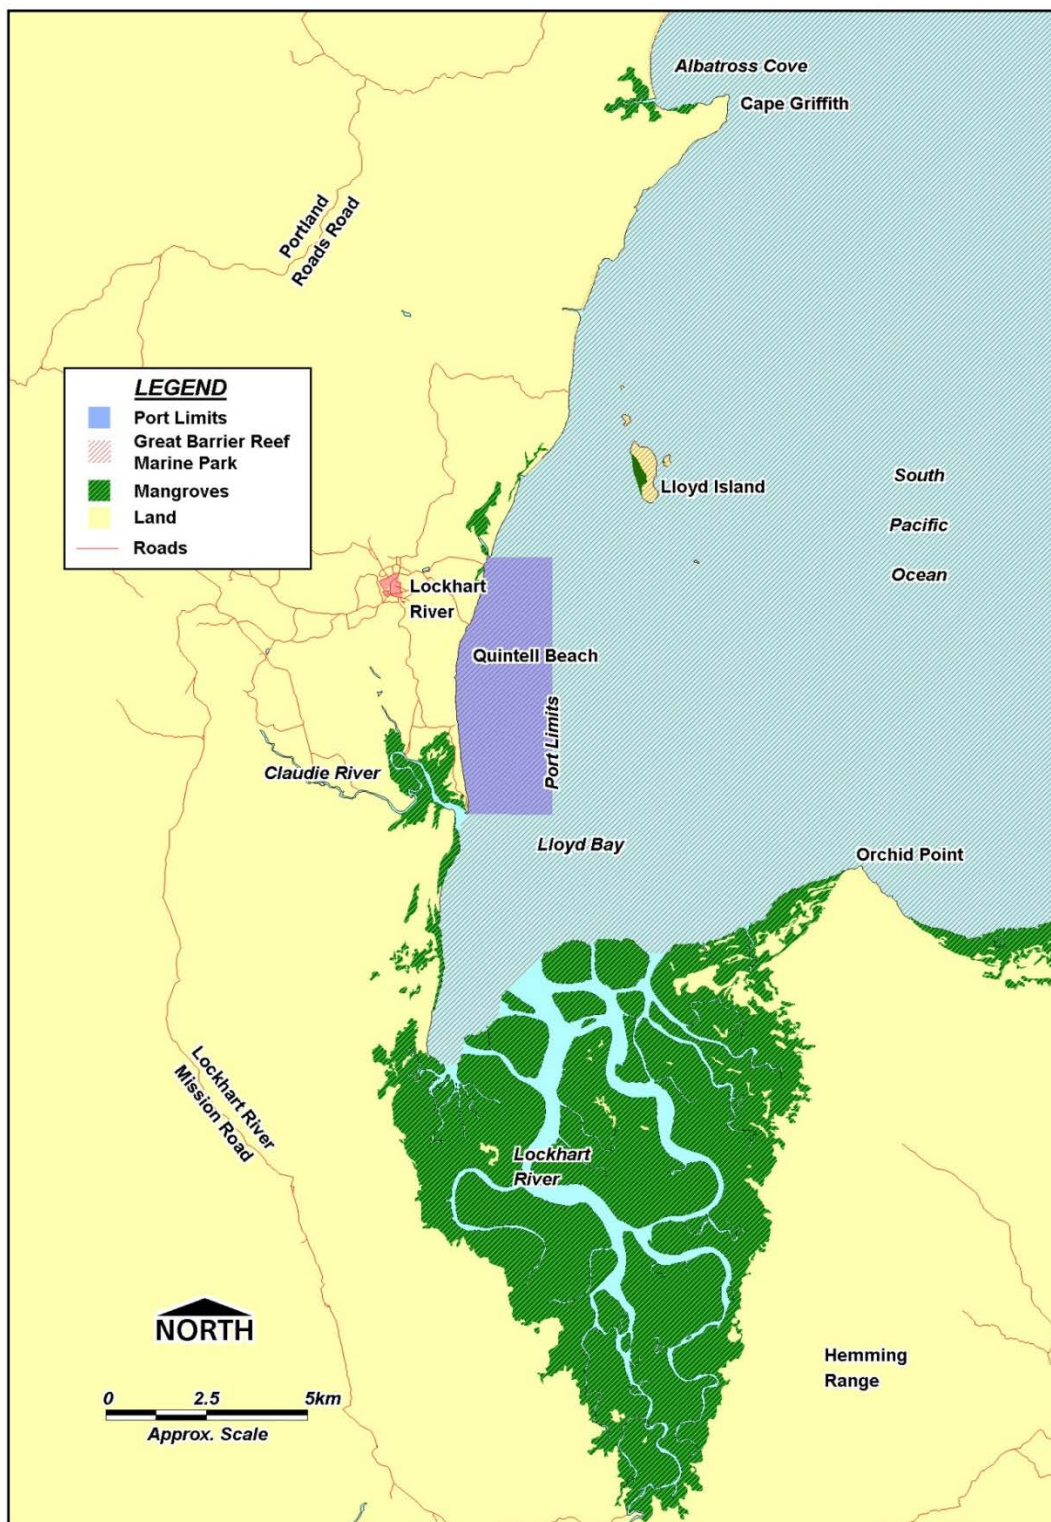 Albatross Cove
Cape Griffith
Portland
Roads Road
LEGEND
Port Limits
Great Barrier Reef
Marine Park
Mangroves
Land
Roads
Lloyd Island
South
Pacific
Ocean
Lockhart
River
Quintell Beach
Port Limits
Claudie River
Lloyd Bay
Orchid Point
Lockhart River
Mission Road
Lockhart
River
NORTH
Hemming
Range
0 2.5 5km
Approx. Scale